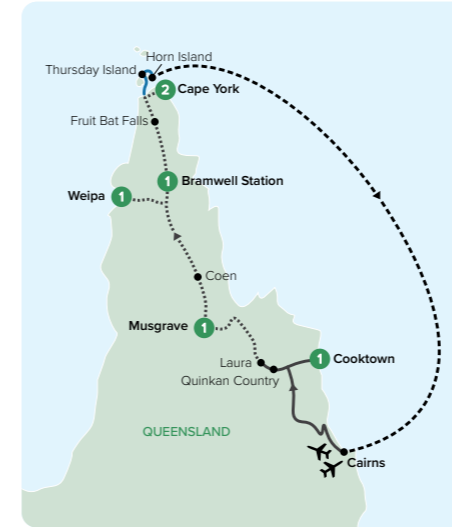 Horn Island
Thursday Island
2 Cape York
Fruit Bat Falls
1 Bramwell Station
Weipa 1
Coen
Musgrave 1
Laura
1 Cooktown
Quinkan Country
QUEENSLAND
Cairns